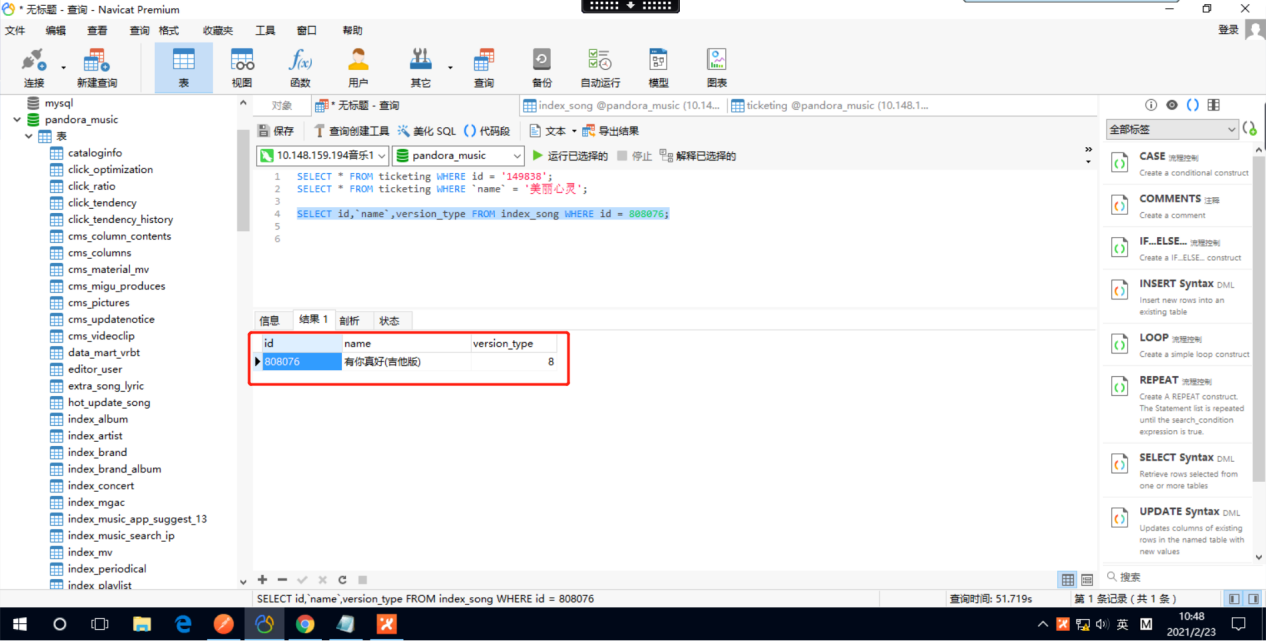 * 无标题 - 查询 - Navicat Premium
文件 编辑 查看 查询 格式 收藏夹 工具 窗口 帮助 登录
连接 新建查询 表 视图 函数 用户 其它 查询 备份 自动运行 模型 图表
f(x)
mysql
pandora_music
表
cataloginfo
click_optimization
click_ratio
click_tendency
click_tendency_history
cms_column_contents
cms_columns
cms_material_mv
cms_migu_produces
cms_pictures
cms_updatenotice
cms_videoclip
data_mart_vrbt
editor_user
extra_song_lyric
hot_update_song
index_album
index_artist
index_brand
index_brand_album
index_concert
index_mgac
index_music_app_suggest_13
index_music_search_ip
index_mv
index_periodical
index_playlist
对象 * 无标题 - 查询 index_song @pandora_music (10.14... ticketing @pandora_music (10.148.1...
保存 查询创建工具 美化 SQL () 代码段 文本 导出结果
10.148.159.194音乐1 pandora_music 运行已选择的 停止 解释已选择的
1 SELECT * FROM ticketing WHERE id = '149838';
2 SELECT * FROM ticketing WHERE `name` = '美丽心灵';
3
4 SELECT id,`name`,version_type FROM index_song WHERE id = 808076;
5
6
信息 结果 1 剖析 状态
id name version_type
808076 有你真好(吉他版) 8
全部标签
CASE 流程控制
Create a conditional construct
COMMENTS 注释
Create a comment
IF...ELSE... 流程控制
Create a IF...ELSE... construct
INSERT Syntax DML
Insert new rows into an
existing table
LOOP 流程控制
Create a simple loop construct
REPEAT 流程控制
Create A REPEAT construct.
The Statement list is repeated
until the search_condition
expression is true.
SELECT Syntax DML
Retrieve rows selected from
one or more tables
UPDATE Syntax DML
Updates columns of existing
rows in the named table with
new values
搜索
SELECT id,`name`,version_type FROM index_song WHERE id = 808076 查询时间: 51.719s 第 1 条记录 (共 1 条)
英 M 10:48
2021/2/23